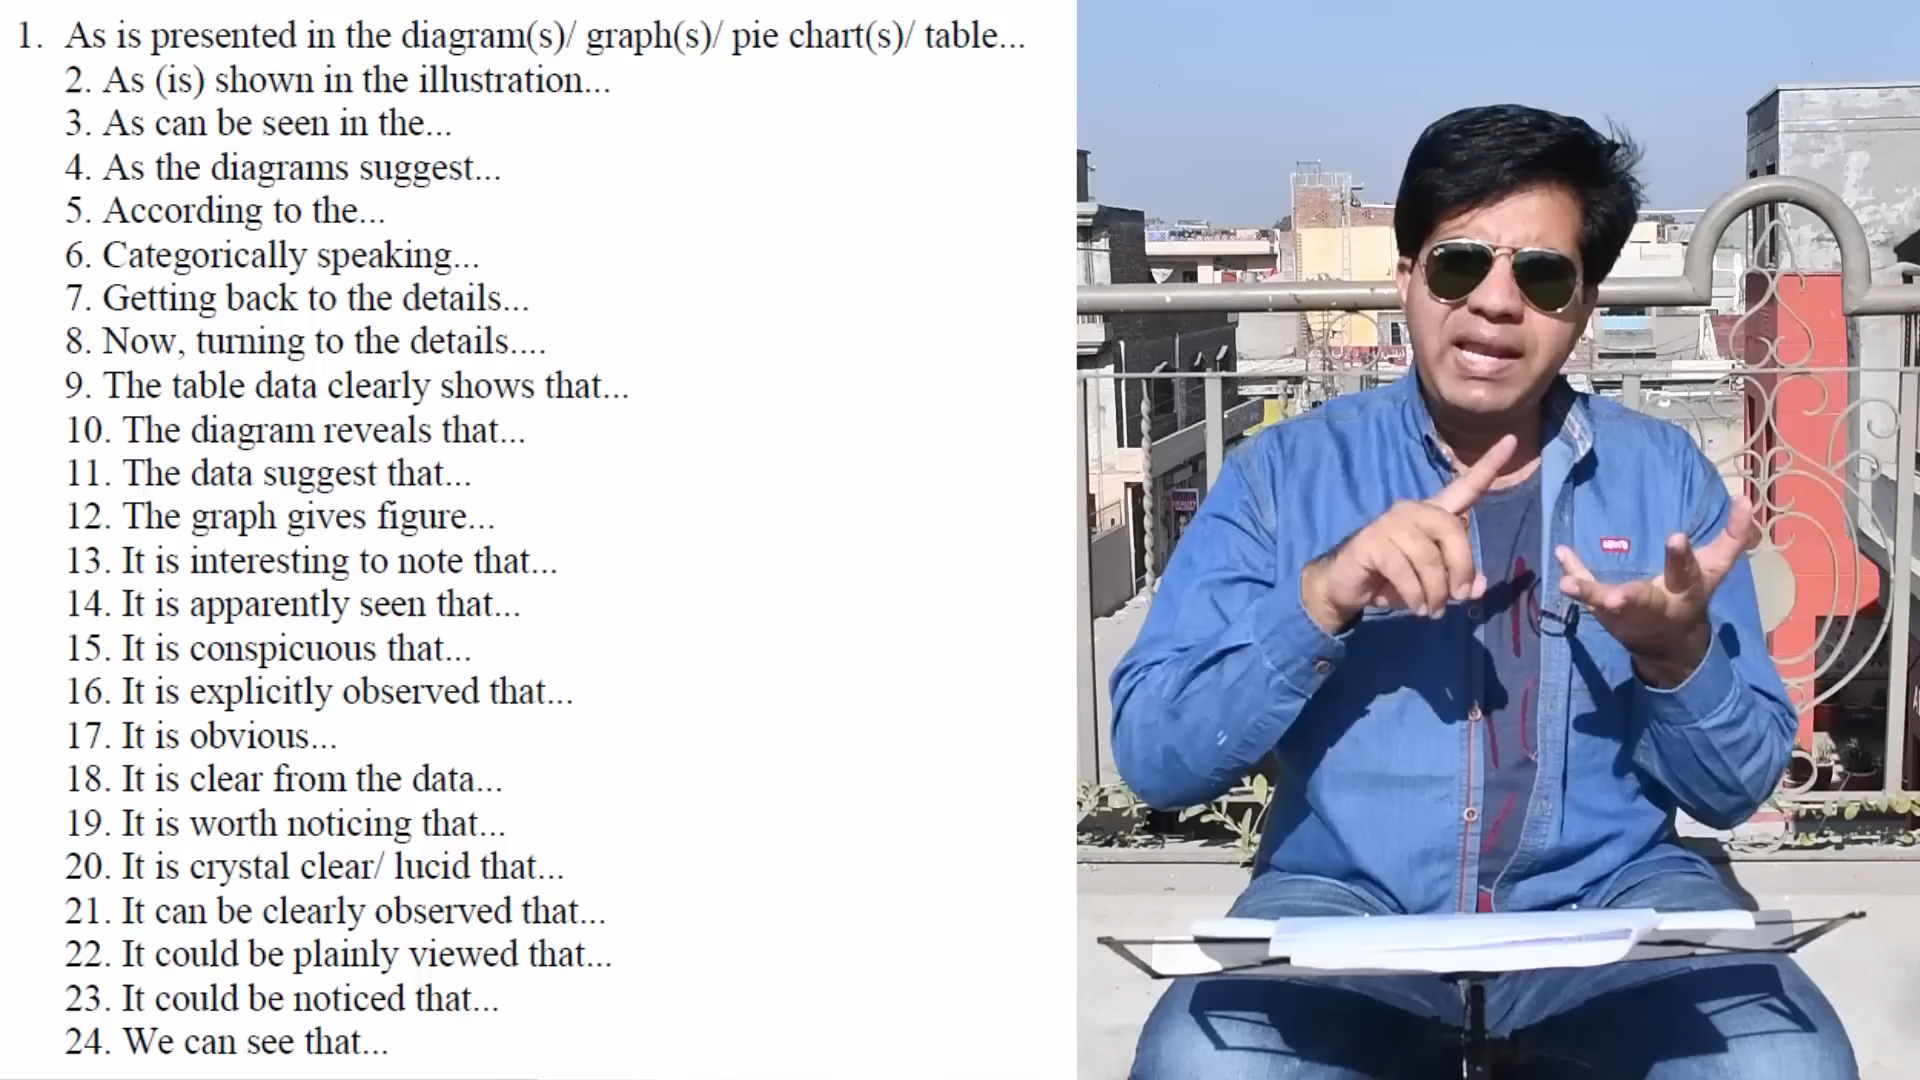 1. As is presented in the diagram(s)/ graph(s)/ pie chart(s)/ table...
2. As (is) shown in the illustration...
3. As can be seen in the...
4. As the diagrams suggest...
5. According to the...
6. Categorically speaking...
7. Getting back to the details...
8. Now, turning to the details....
9. The table data clearly shows that...
10. The diagram reveals that...
11. The data suggest that...
12. The graph gives figure...
13. It is interesting to note that...
14. It is apparently seen that...
15. It is conspicuous that...
16. It is explicitly observed that...
17. It is obvious...
18. It is clear from the data...
19. It is worth noticing that...
20. It is crystal clear/ lucid that...
21. It can be clearly observed that...
22. It could be plainly viewed that...
23. It could be noticed that...
24. We can see that...